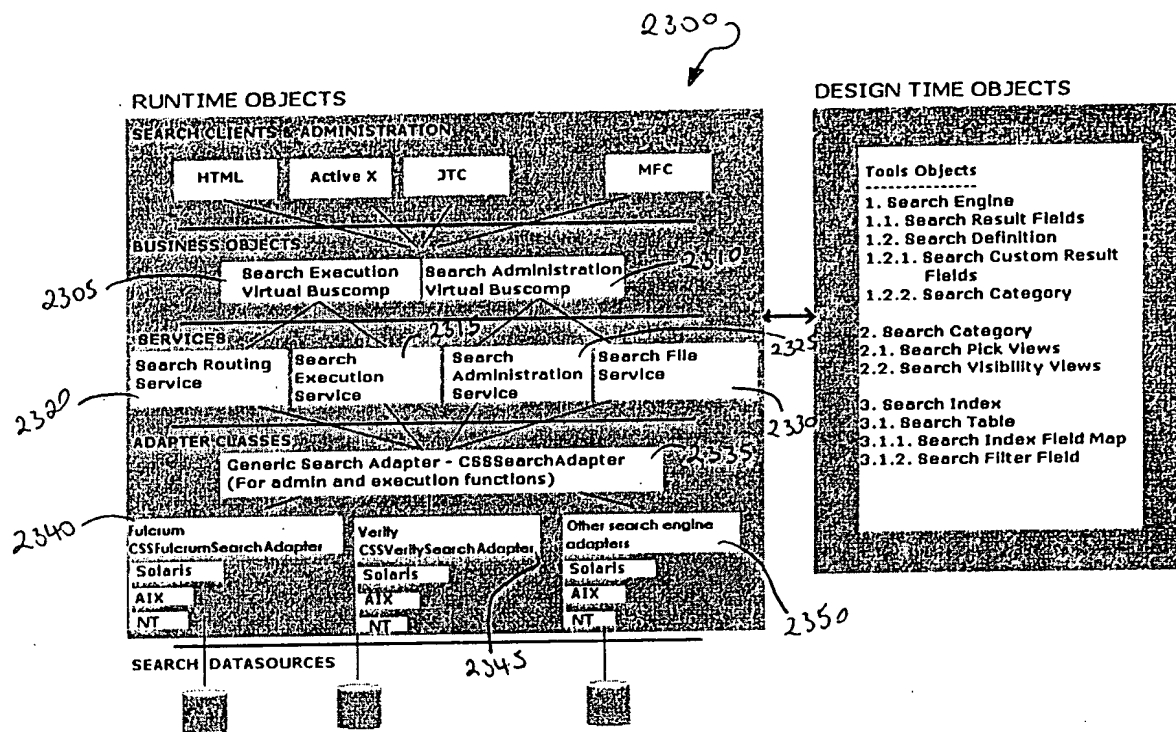 2300
RUNTIME OBJECTS
DESIGN TIME OBJECTS
SEARCH CLIENTS & ADMINISTRATION
HTML
Active X
JTC
MFC
BUSINESS OBJECTS
Search Execution
Virtual Buscomp
Search Administration
Virtual Buscomp
2305
2310
SERVICES
2315
2325
Search Routing
Service
Search
Execution
Service
Search
Administration
Service
Search File
Service
2320
2330
ADAPTER CLASSES
2335
Generic Search Adapter - CSSSearchAdapter
(For admin and execution functions)
2340
Fulcrum
CSSFulcrumSearchAdapter
Solaris
AIX
NT
Verity
CSSVeritySearchAdapter
Solaris
AIX
NT
Other search engine
adapters
Solaris
AIX
NT
2345
2350
SEARCH DATASOURCES
Tools Objects
---------------
1. Search Engine
1.1. Search Result Fields
1.2. Search Definition
1.2.1. Search Custom Result
Fields
1.2.2. Search Category
2. Search Category
2.1. Search Pick Views
2.2. Search Visibility Views
3. Search Index
3.1. Search Table
3.1.1. Search Index Field Map
3.1.2. Search Filter Field